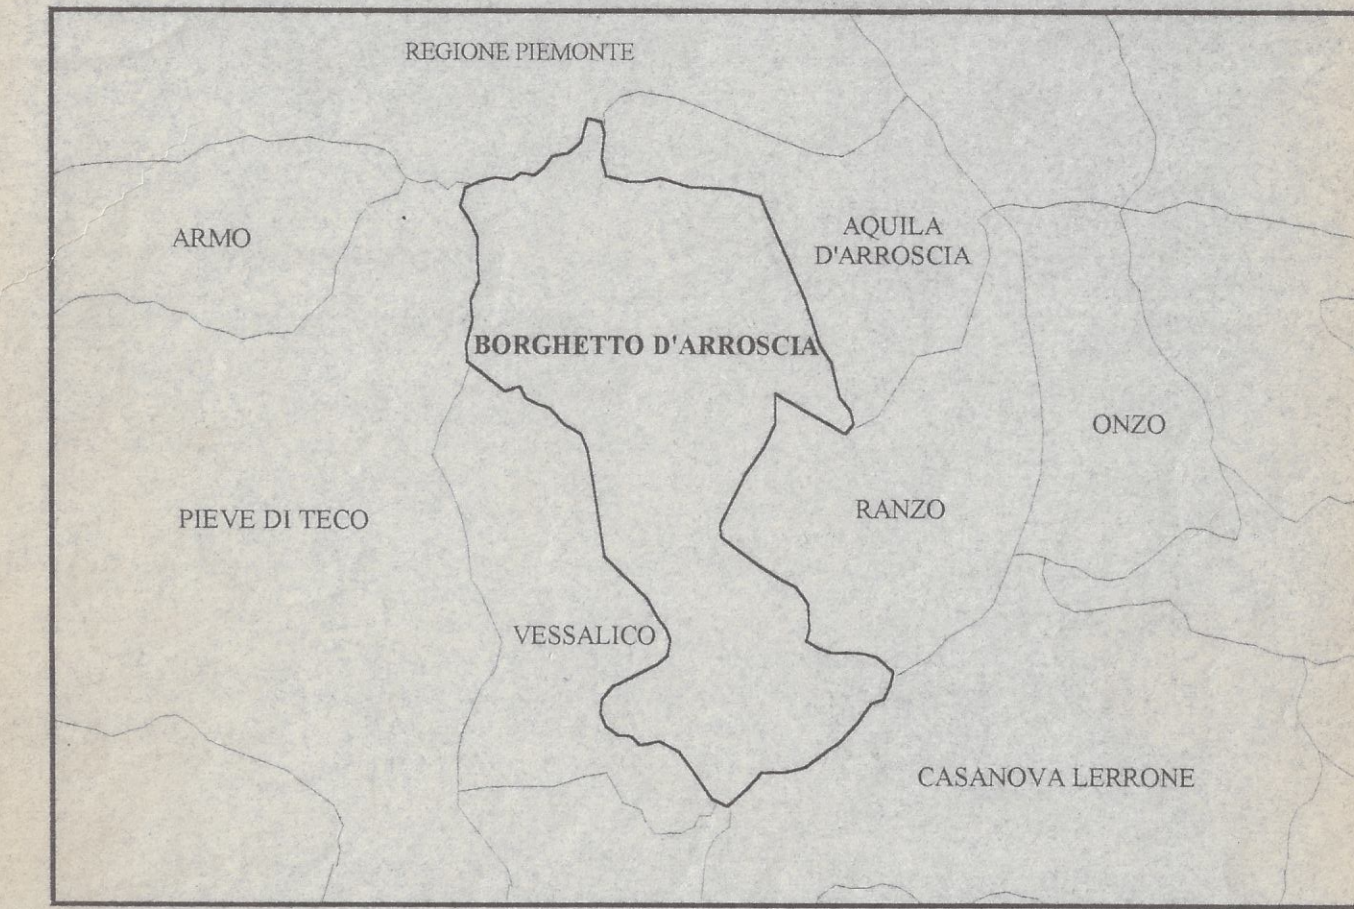 REGIONE PIEMONTE
ARMO
AQUILA
D'ARROSCIA
BORGHETTO D'ARROSCIA
ONZO
PIEVE DI TECO
RANZO
VESSALICO
CASANOVA LERRONE